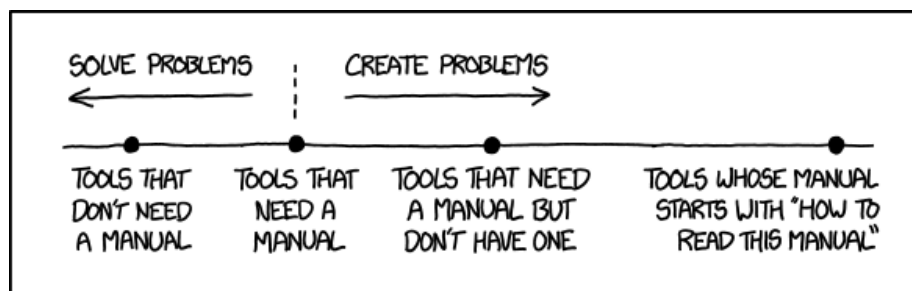 SOLVE PROBLEMS
CREATE PROBLEMS
TOOLS THAT
DON'T NEED
A MANUAL
TOOLS THAT
NEED A
MANUAL
TOOLS THAT NEED
A MANUAL BUT
DON'T HAVE ONE
TOOLS WHOSE MANUAL
STARTS WITH "HOW TO
READ THIS MANUAL"